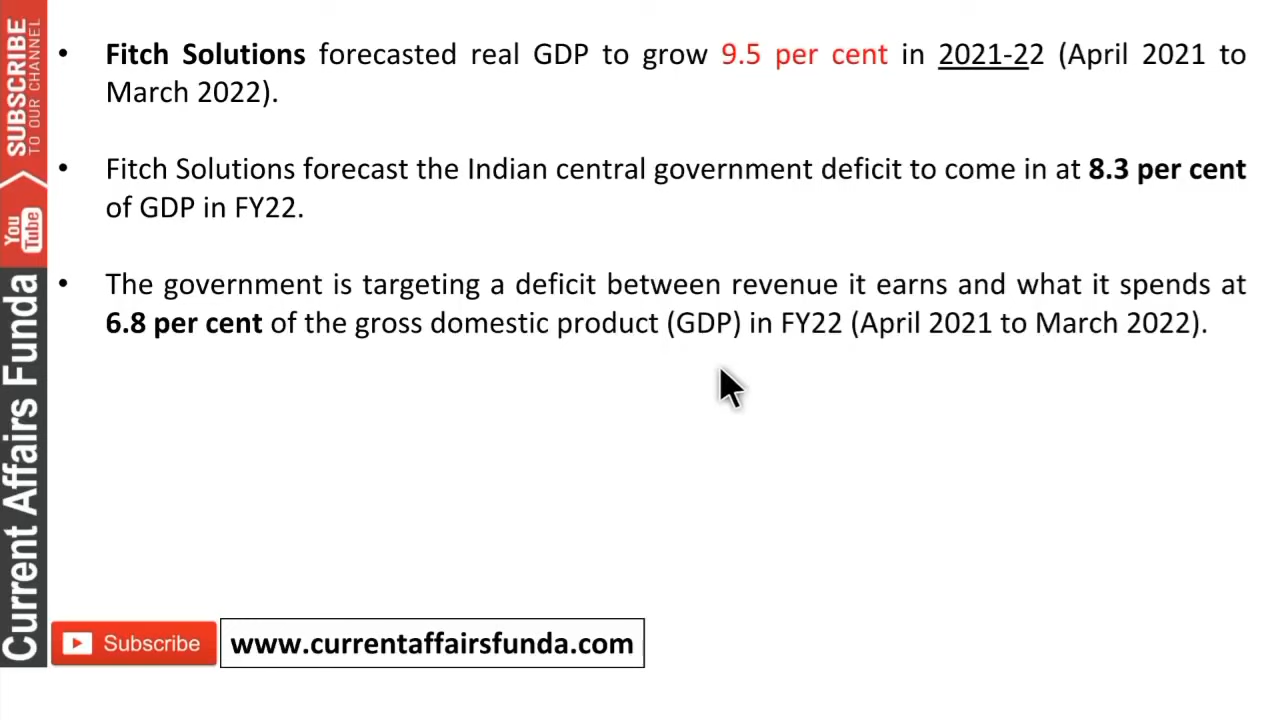 SUBSCRIBE
TO OUR CHANNEL
You
Tube
Current Affairs Funda
• Fitch Solutions forecasted real GDP to grow 9.5 per cent in 2021-22 (April 2021 to
March 2022).
• Fitch Solutions forecast the Indian central government deficit to come in at 8.3 per cent
of GDP in FY22.
• The government is targeting a deficit between revenue it earns and what it spends at
6.8 per cent of the gross domestic product (GDP) in FY22 (April 2021 to March 2022).
Subscribe
www.currentaffairsfunda.com